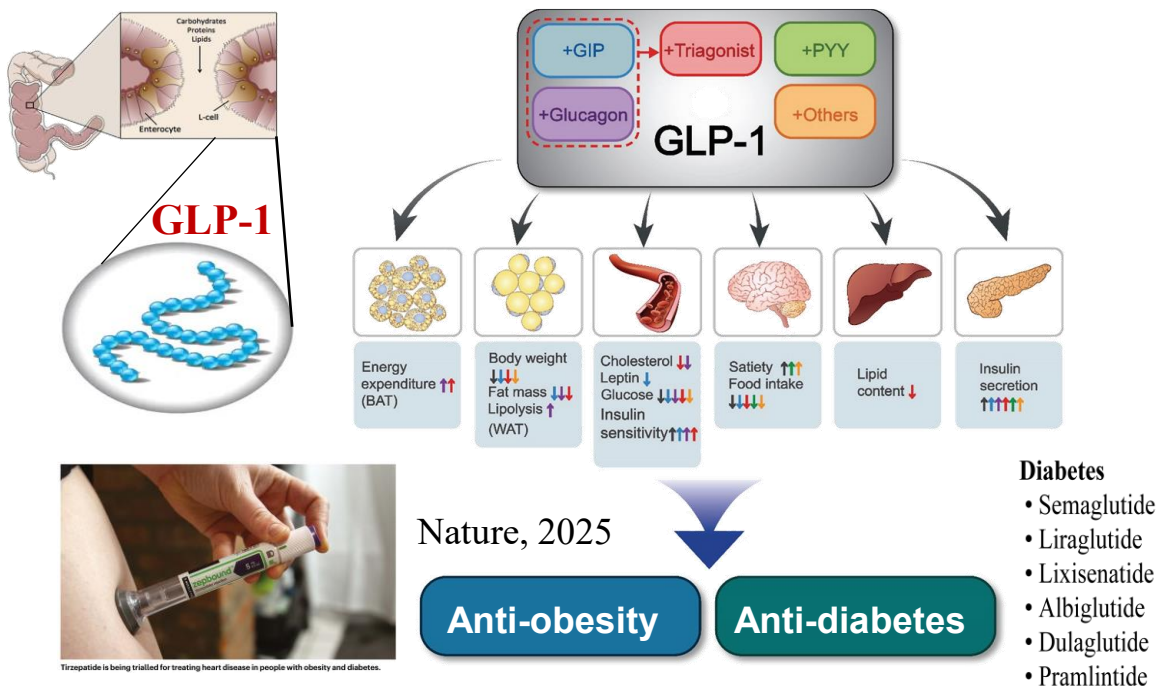 Carbohydrates
Proteins
Lipids
L-cell
Enterocyte
GLP-1
+GIP
+Triagonist
+PYY
+Glucagon
+Others
GLP-1
Energy
expenditure ↑↑
(BAT)
Body weight
↓↓↓↓
Fat mass ↓↓↓
Lipolysis ↑
(WAT)
Cholesterol ↓↓
Leptin ↓
Glucose ↓↓↓↓↓
Insulin
sensitivity↑↑↑↑
Satiety ↑↑↑
Food intake
↓↓↓↓↓
Lipid
content ↓
Insulin
secretion
↑↑↑↑↑↑
zepbound
5
Tirzepatide is being trialled for treating heart disease in people with obesity and diabetes.
Nature, 2025
Anti-obesity
Anti-diabetes
Diabetes
• Semaglutide
• Liraglutide
• Lixisenatide
• Albiglutide
• Dulaglutide
• Pramlintide